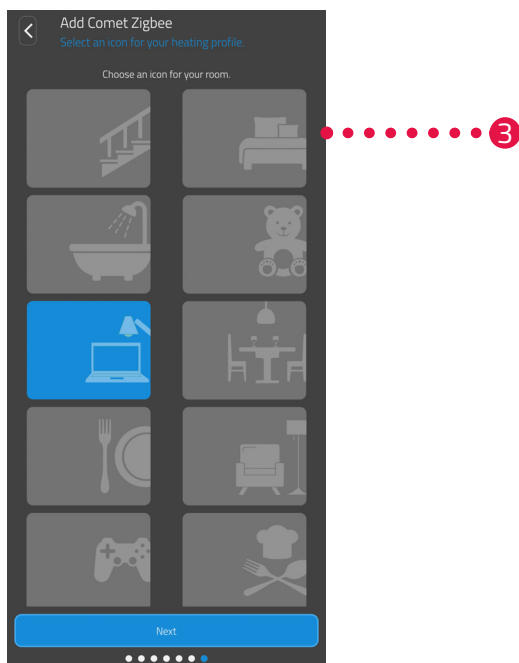 Add Comet Zigbee
Select an icon for your heating profile.
Choose an icon for your room.
3
Next